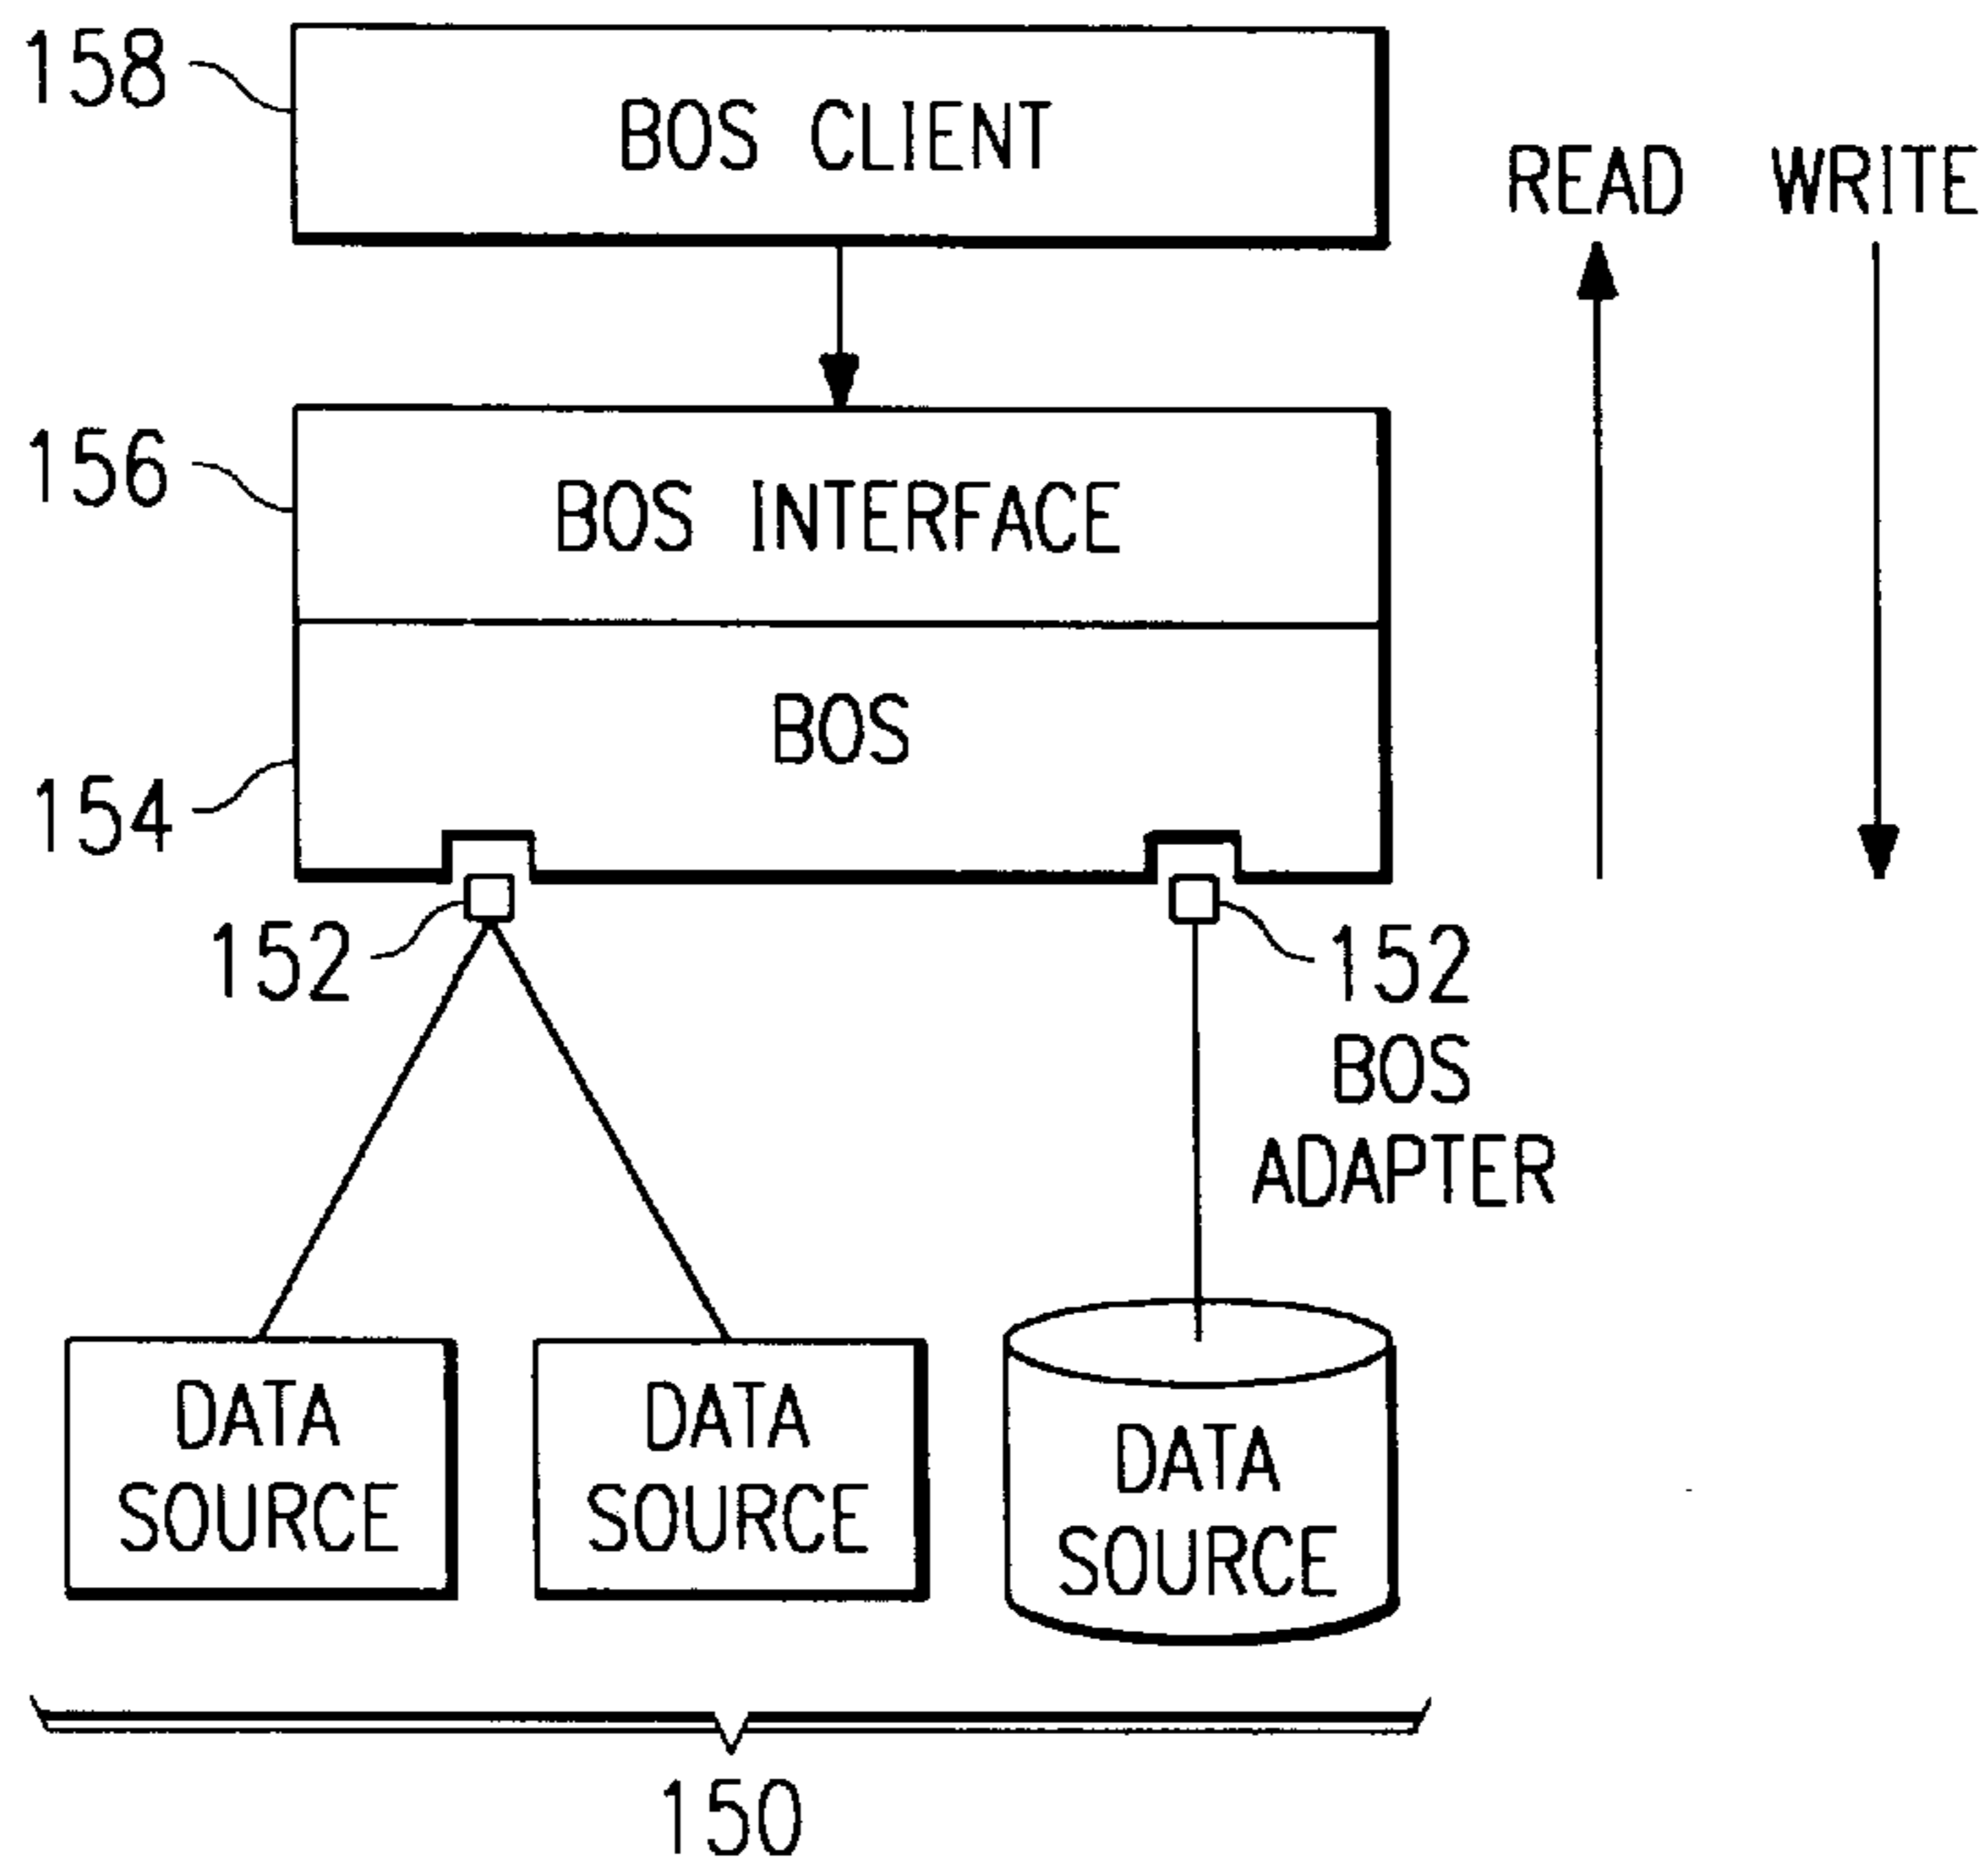 158
BOS CLIENT
READ WRITE
156
BOS INTERFACE
BOS
154
152
152
BOS
ADAPTER
DATA
SOURCE
DATA
SOURCE
DATA
SOURCE
150